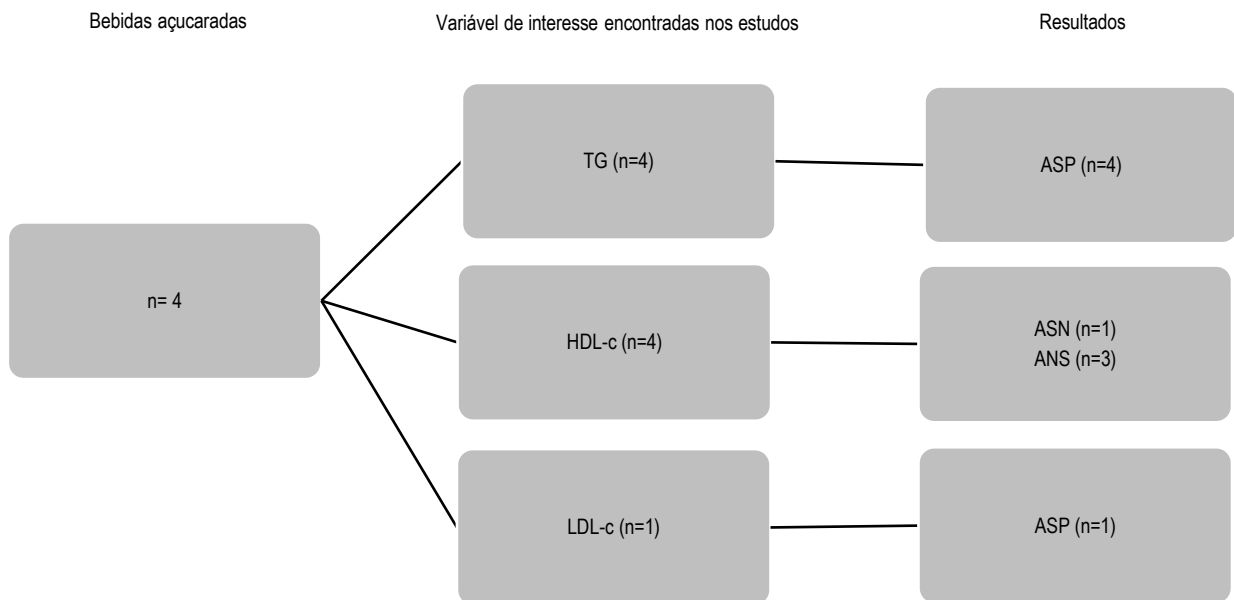 Bebidas açucaradas
Variável de interesse encontradas nos estudos
Resultados
n= 4
TG (n=4)
ASP (n=4)
HDL-c (n=4)
ASN (n=1)
ANS (n=3)
LDL-c (n=1)
ASP (n=1)